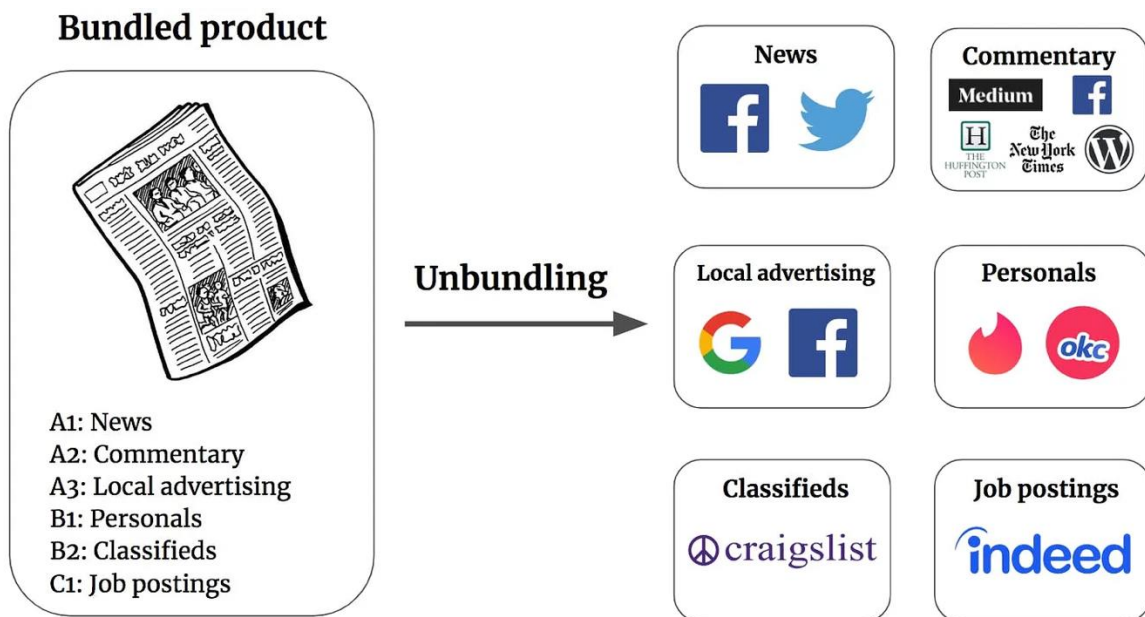 Bundled product
A1: News
A2: Commentary
A3: Local advertising
B1: Personals
B2: Classifieds
C1: Job postings
Unbundling
News
Commentary
Medium
H
THE
HUFFINGTON
POST
The
New York
Times
Local advertising
Personals
okc
Classifieds
craigslist
Job postings
indeed